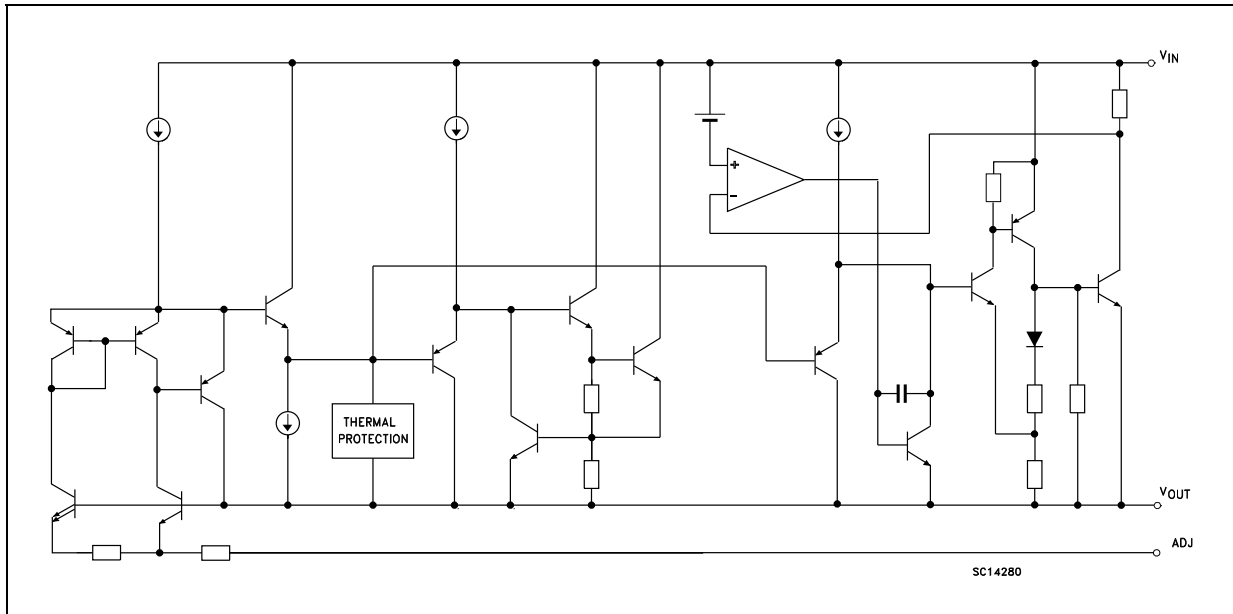 VIN
+
-
THERMAL
PROTECTION
VOUT
ADJ
SC14280